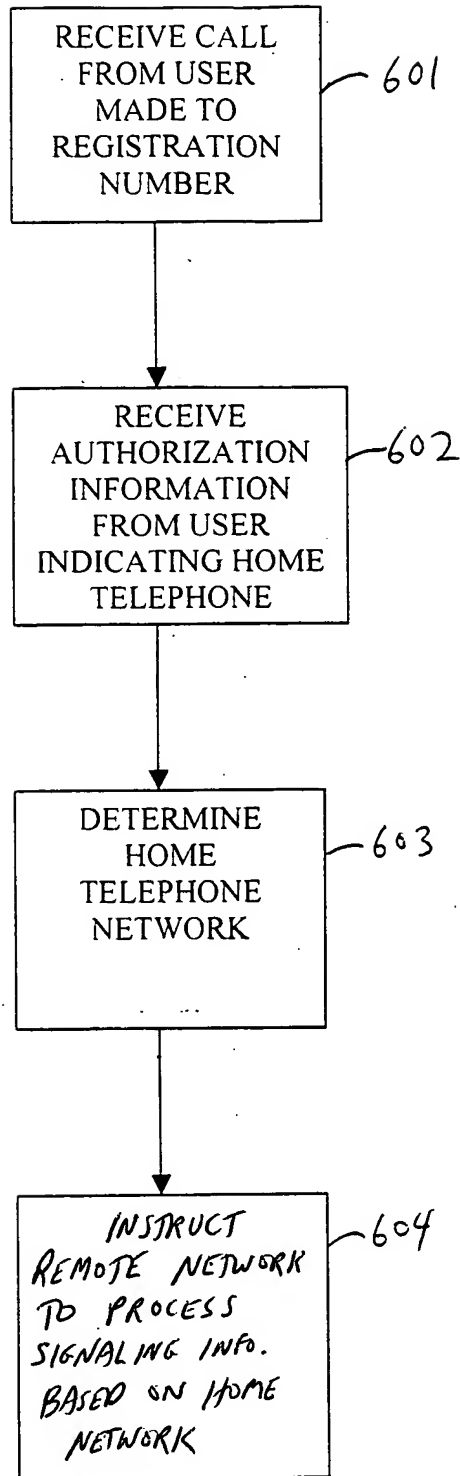 RECEIVE CALL
FROM USER
MADE TO
REGISTRATION
NUMBER
601
RECEIVE
AUTHORIZATION
INFORMATION
FROM USER
INDICATING HOME
TELEPHONE
602
DETERMINE
HOME
TELEPHONE
NETWORK
603
INSTRUCT
REMOTE NETWORK
TO PROCESS
SIGNALING INFO.
BASED ON HOME
NETWORK
604